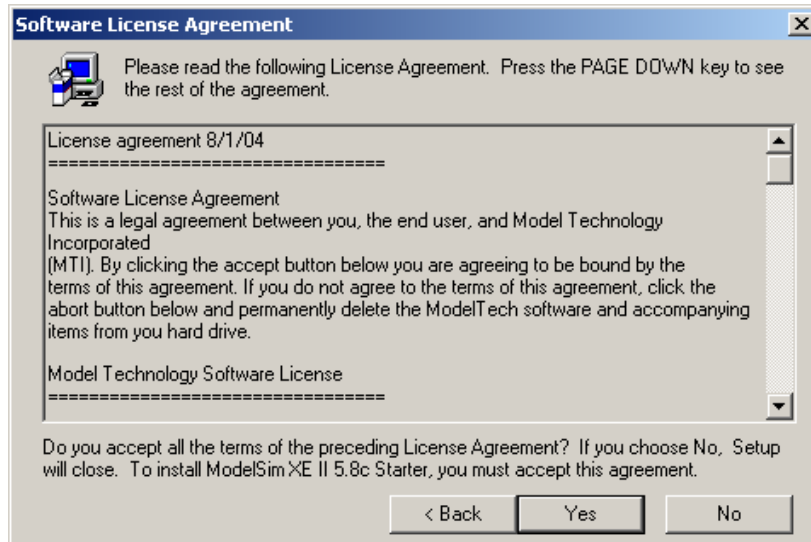 Software License Agreement
Please read the following License Agreement. Press the PAGE DOWN key to see
the rest of the agreement.
License agreement 8/1/04
=================================
Software License Agreement
This is a legal agreement between you, the end user, and Model Technology
Incorporated
(MTI). By clicking the accept button below you are agreeing to be bound by the
terms of this agreement. If you do not agree to the terms of this agreement, click the
abort button below and permanently delete the ModelTech software and accompanying
items from you hard drive.
Model Technology Software License
=================================
Do you accept all the terms of the preceding License Agreement? If you choose No, Setup
will close. To install ModelSim XE II 5.8c Starter, you must accept this agreement.
< Back Yes No